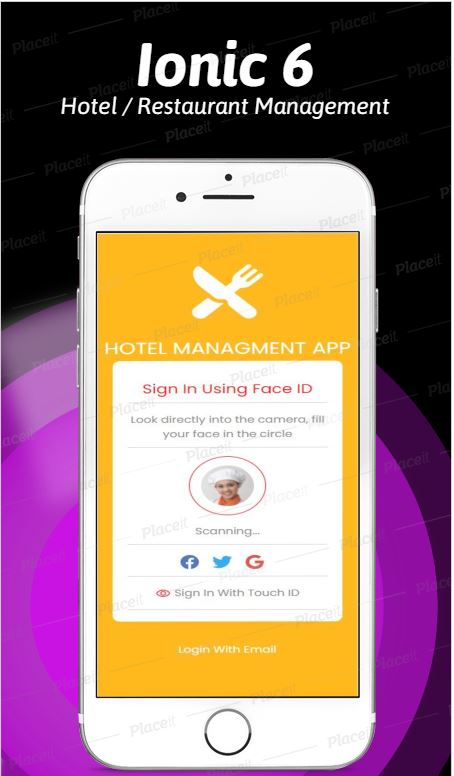 Ionic 6
Hotel / Restaurant Management
HOTEL MANAGMENT APP
Sign In Using Face ID
Look directly into the camera, fill
your face in the circle
Scanning...
Sign In With Touch ID
Login With Email
Placeit